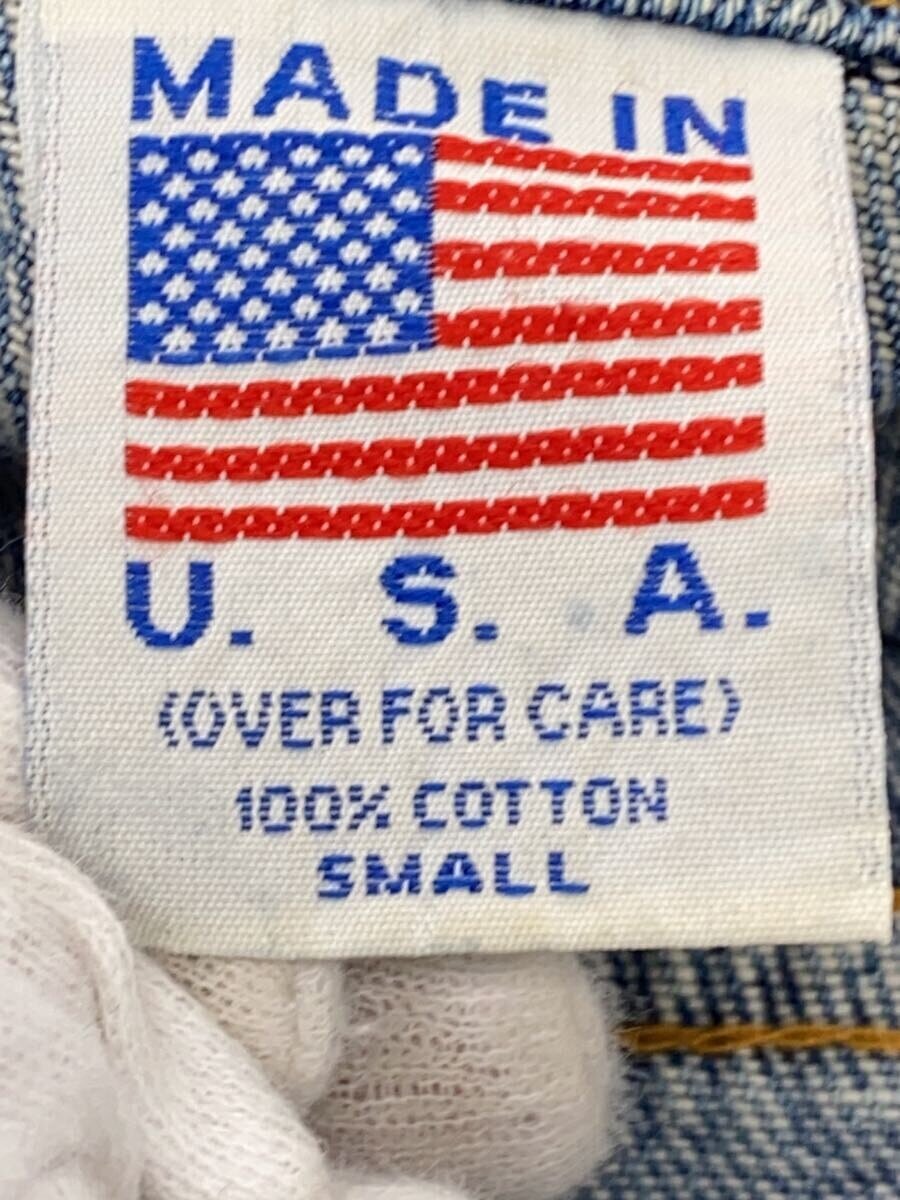 MADE IN
U. S. A.
(OVER FOR CARE)
100% COTTON
SMALL